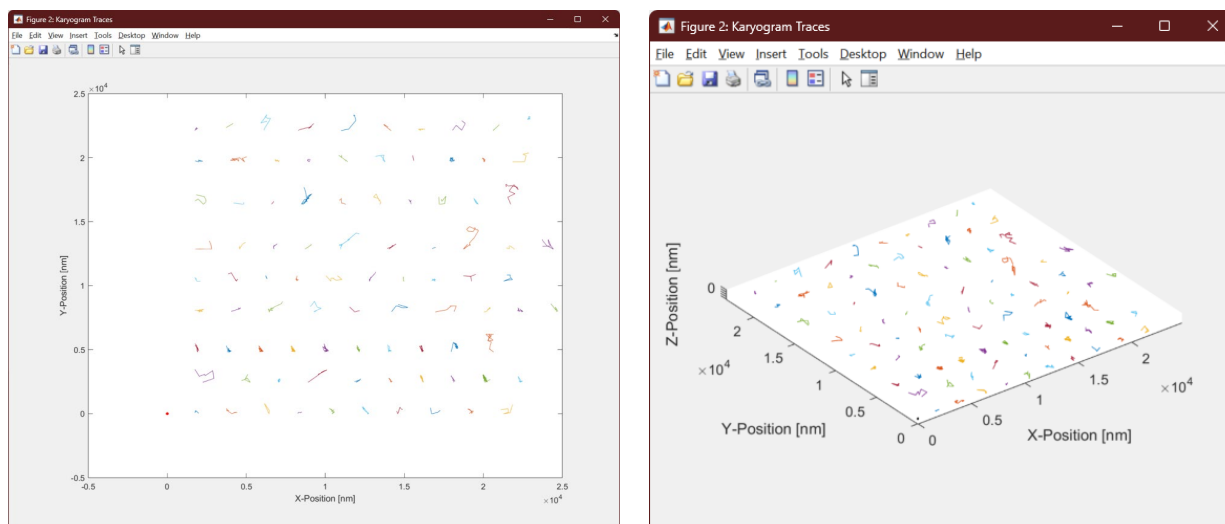 Figure 2: Karyogram Traces
File Edit View Insert Tools Desktop Window Help
×10⁴
2.5
2
1.5
1
0.5
0
-0.5
Y-Position [nm]
-0.5 0 0.5 1 1.5 2 2.5
×10⁴
X-Position [nm]
Figure 2: Karyogram Traces
File Edit View Insert Tools Desktop Window Help
Z-Position [nm]
0
2
1.5
1
0.5
0
×10⁴
Y-Position [nm]
0
0.5
1
1.5
2
×10⁴
X-Position [nm]